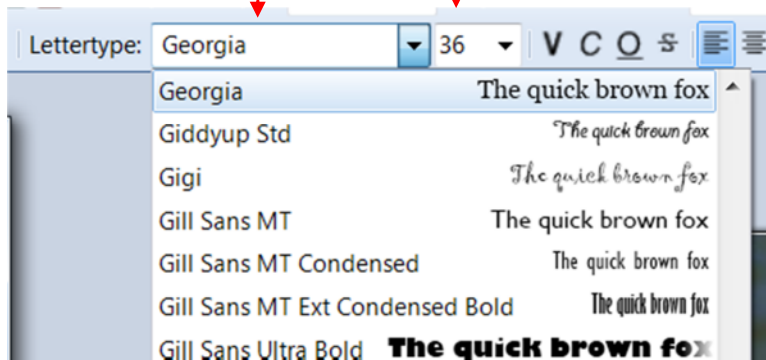 Lettertype: Georgia 36 V C O S
Georgia The quick brown fox
Giddyup Std The quick brown fox
Gigi The quick brown fox
Gill Sans MT The quick brown fox
Gill Sans MT Condensed The quick brown fox
Gill Sans MT Ext Condensed Bold The quick brown fox
Gill Sans Ultra Bold The quick brown fox